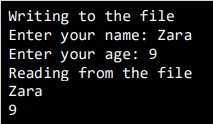 Writing to the file
Enter your name: Zara
Enter your age: 9
Reading from the file
Zara
9